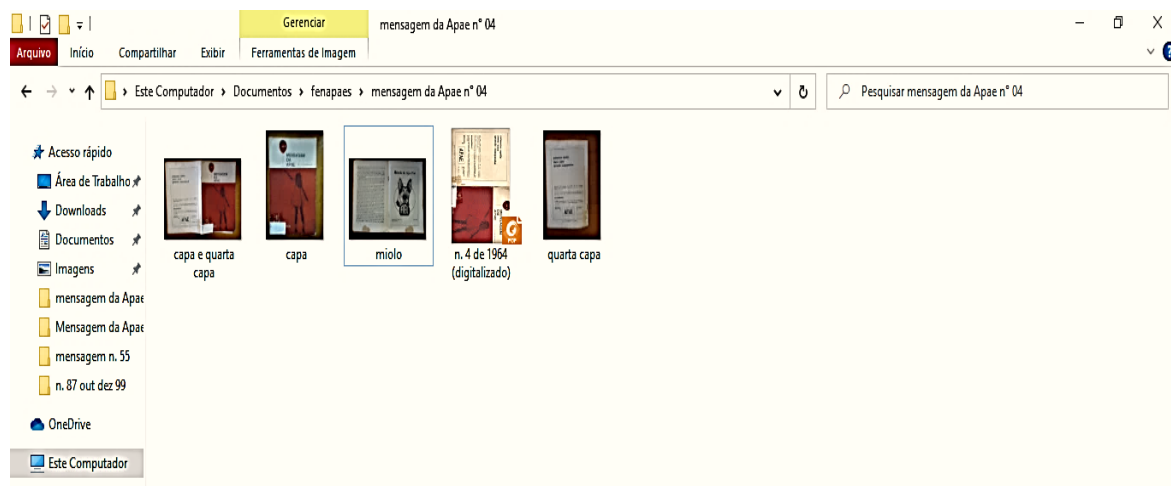 Gerenciar
mensagem da Apae n° 04
Arquivo
Início
Compartilhar
Exibir
Ferramentas de Imagem
Este Computador › Documentos › fenapaes › mensagem da Apae n° 04
Pesquisar mensagem da Apae n° 04
Acesso rápido
Área de Trabalho
Downloads
Documentos
Imagens
mensagem da Apae
Mensagem da Apae
mensagem n. 55
n. 87 out dez 99
OneDrive
Este Computador
capa e quarta
capa
capa
miolo
n. 4 de 1964
(digitalizado)
quarta capa